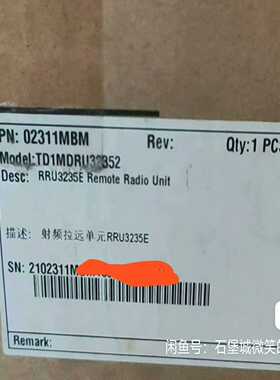 PN: 02311MBM Rev: Qty:1 PC
Model:TD1MDRU32352
Desc: RRU3235E Remote Radio Unit
描述: 射频拉远单元RRU3235E
SN: 2102311M
Remark:
闲鱼号：石堡诚微笑